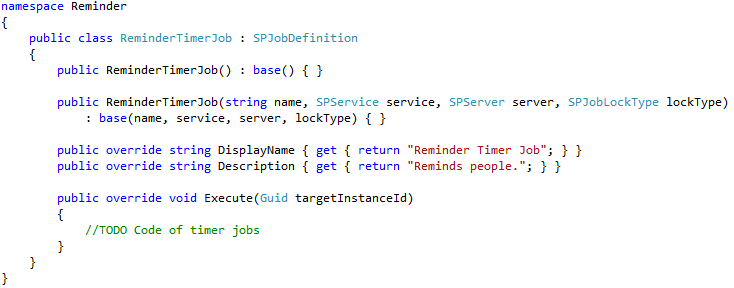 namespace Reminder
{
    public class ReminderTimerJob : SPJobDefinition
    {
        public ReminderTimerJob() : base() { }

        public ReminderTimerJob(string name, SPService service, SPServer server, SPJobLockType lockType)
            : base(name, service, server, lockType) { }

        public override string DisplayName { get { return "Reminder Timer Job"; } }
        public override string Description { get { return "Reminds people."; } }

        public override void Execute(Guid targetInstanceId)
        {
            //TODO Code of timer jobs
        }
    }
}